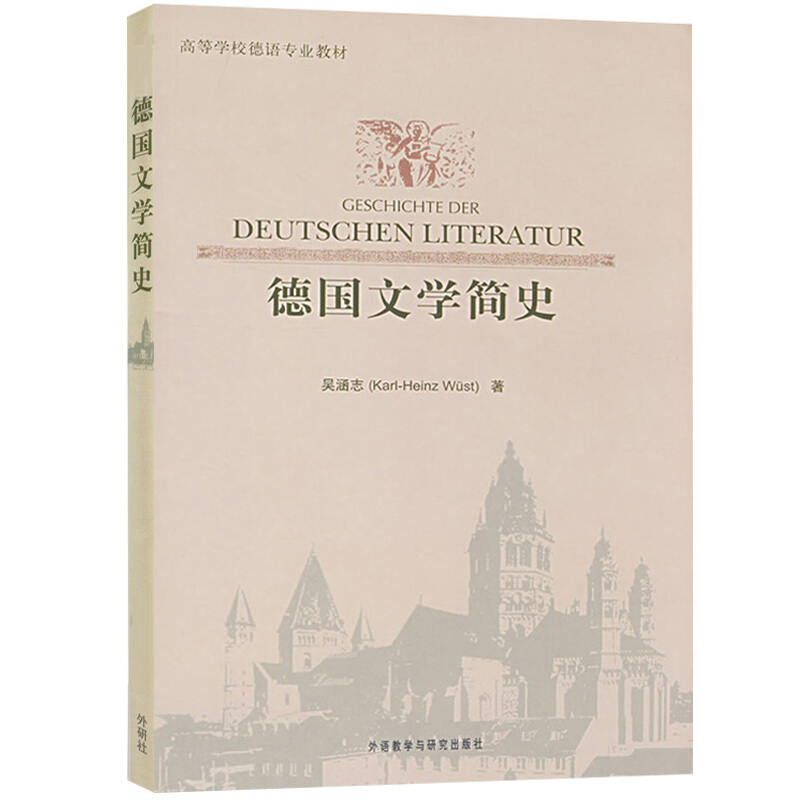 高等学校德语专业教材
GESCHICHTE DER
DEUTSCHEN LITERATUR
德国文学简史
吴涵志 (Karl-Heinz Wüst) 著
外语教学与研究出版社
德国文学简史
外研社